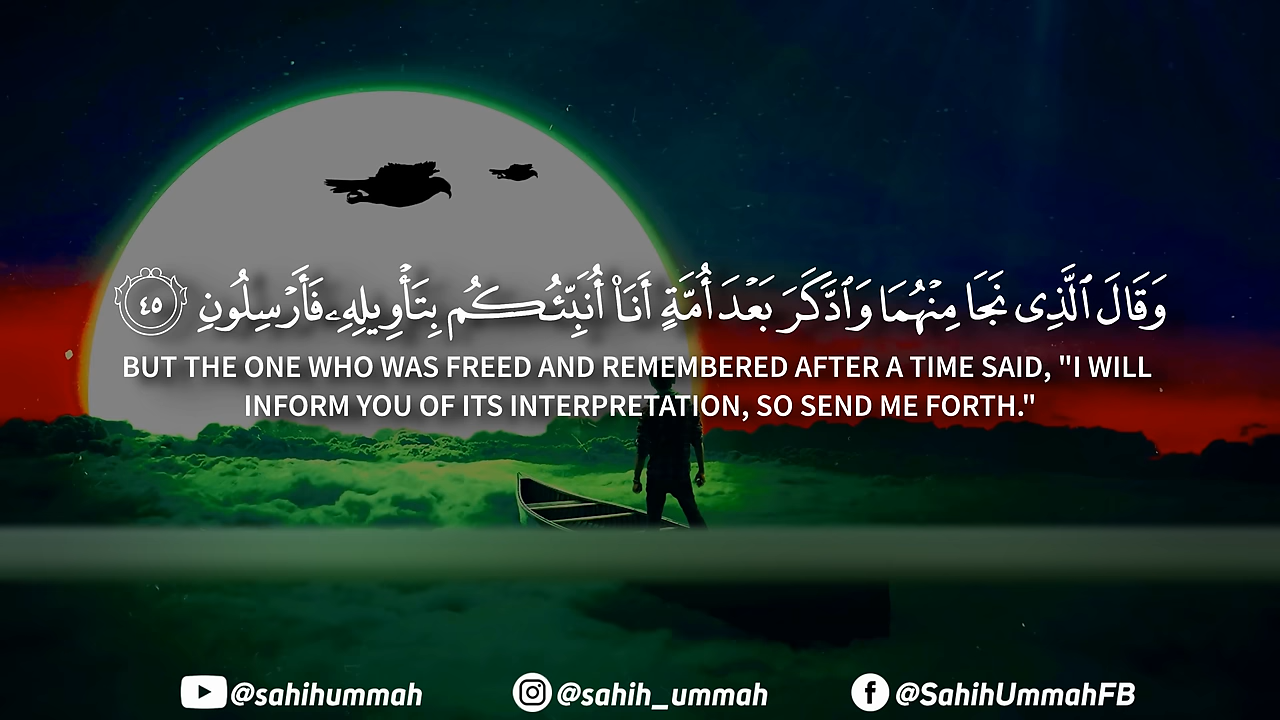 وَقَالَ ٱلَّذِى نَجَا مِنْهُمَا وَٱدَّكَرَ بَعْدَ أُمَّةٍ أَنَا۠ أُنَبِّئُكُم بِتَأْوِيلِهِۦ فَأَرْسِلُونِ ٤٥
BUT THE ONE WHO WAS FREED AND REMEMBERED AFTER A TIME SAID, "I WILL
INFORM YOU OF ITS INTERPRETATION, SO SEND ME FORTH."
@sahihummah @sahih_ummah @SahihUmmahFB